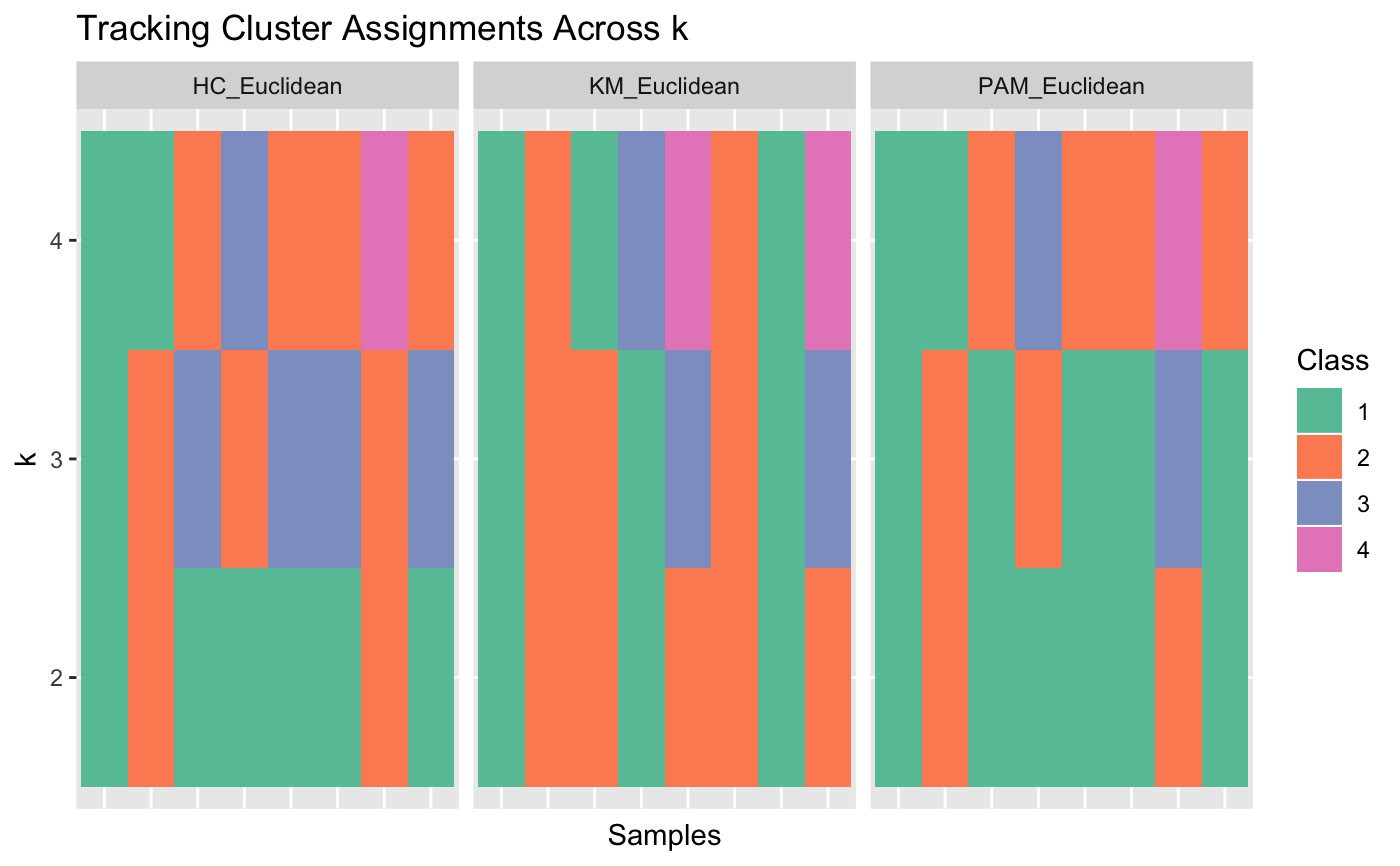 Tracking Cluster Assignments Across k
HC_Euclidean
KM_Euclidean
PAM_Euclidean
4
3
2
k
Samples
Class
1
2
3
4